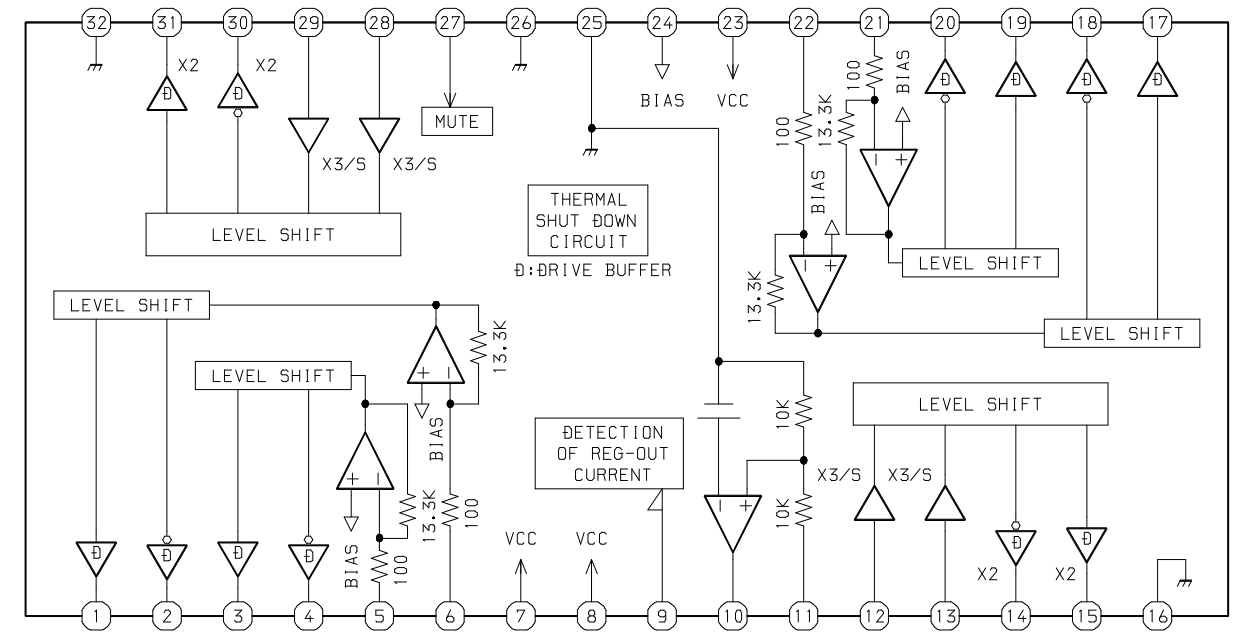 32 31 30 29 28 27 26 25 24 23 22 21 20 19 18 17
X2 X2
Đ Đ
MUTE
X3/S X3/S
LEVEL SHIFT
BIAS VCC
100 13.3K 100 BIAS
Đ Đ Đ Đ
THERMAL
SHUT ĐOWN
CIRCUIT
Đ:ĐRIVE BUFFER
BIAS
− +
LEVEL SHIFT
13.3K
− +
LEVEL SHIFT
LEVEL SHIFT
13.3K
+ −
BIAS
LEVEL SHIFT
13.3K
100
+ −
BIAS
100
ĐETECTION
OF REG-OUT
CURRENT
10K
10K
− +
LEVEL SHIFT
X3/S X3/S
Đ Đ Đ Đ
VCC VCC
Đ Đ
X2 X2
1 2 3 4 5 6 7 8 9 10 11 12 13 14 15 16